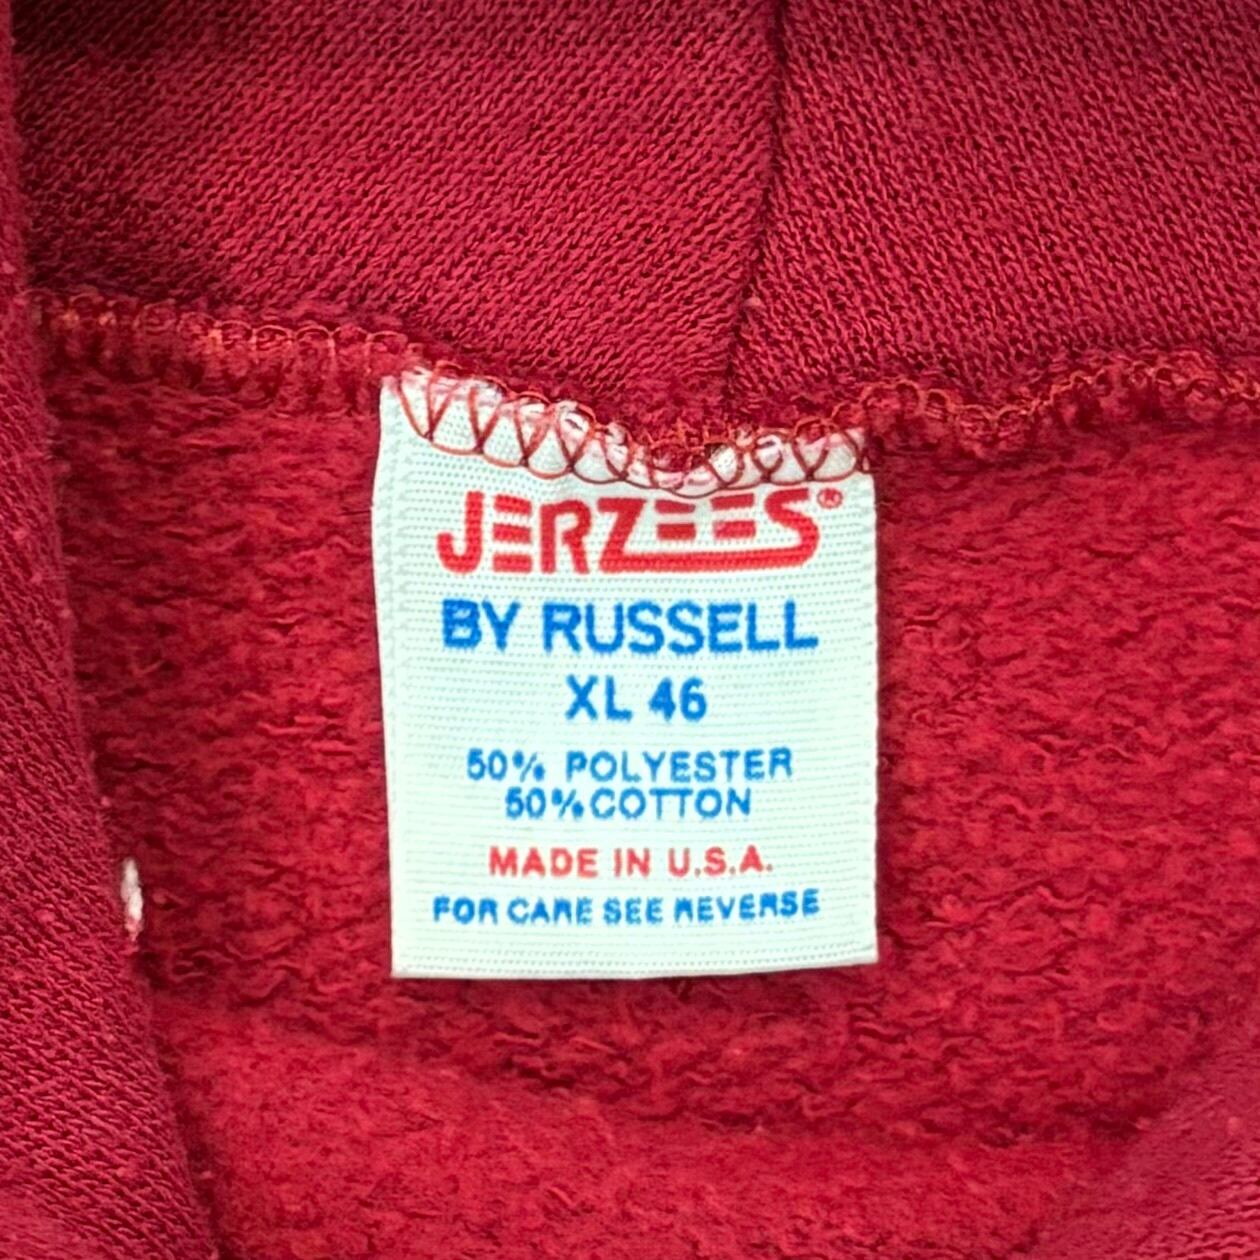 JERZEES®
BY RUSSELL
XL 46
50% POLYESTER
50% COTTON
MADE IN U.S.A.
FOR CARE SEE REVERSE